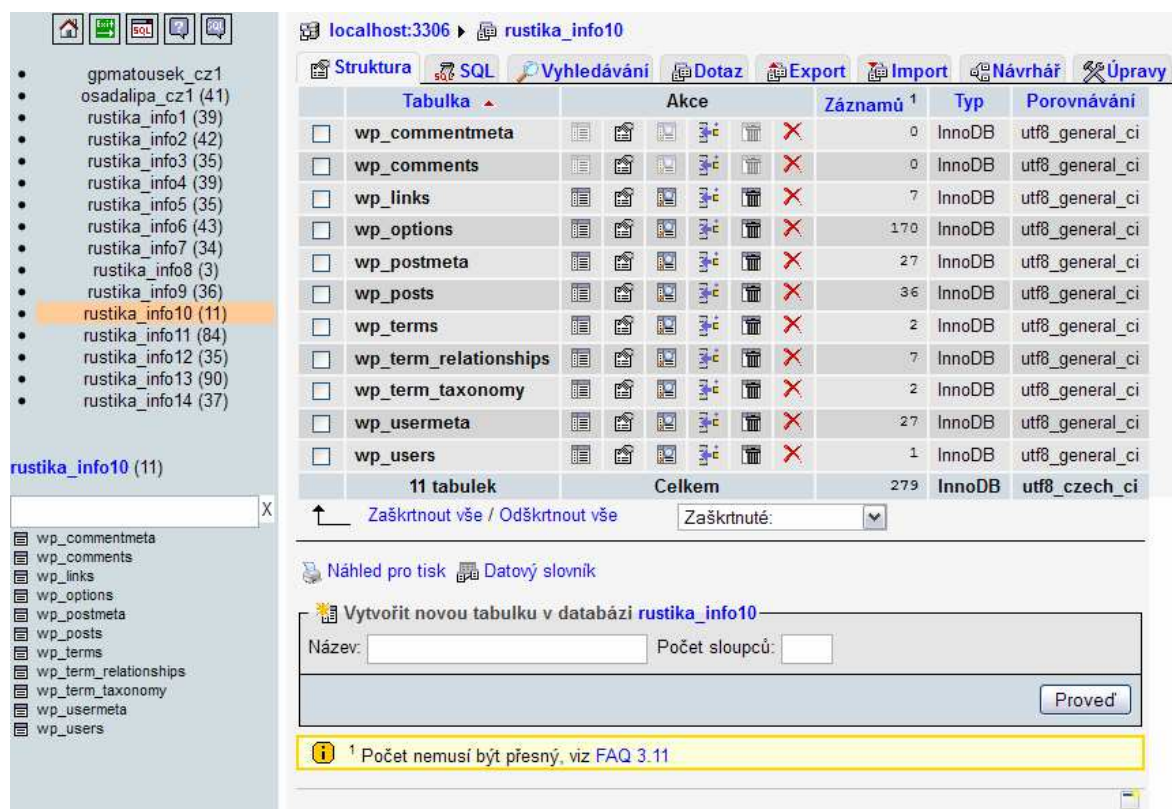 Exit SQL ? SQL
gpmatousek_cz1
osadalipa_cz1 (41)
rustika_info1 (39)
rustika_info2 (42)
rustika_info3 (35)
rustika_info4 (39)
rustika_info5 (35)
rustika_info6 (43)
rustika_info7 (34)
rustika_info8 (3)
rustika_info9 (36)
rustika_info10 (11)
rustika_info11 (84)
rustika_info12 (35)
rustika_info13 (90)
rustika_info14 (37)
rustika_info10 (11)
X
wp_commentmeta
wp_comments
wp_links
wp_options
wp_postmeta
wp_posts
wp_terms
wp_term_relationships
wp_term_taxonomy
wp_usermeta
wp_users
localhost:3306 rustika_info10
Struktura SQL Vyhledávání Dotaz Export Import Návrhář Úpravy
Tabulka Akce Záznamů 1 Typ Porovnávání
wp_commentmeta 0 InnoDB utf8_general_ci
wp_comments 0 InnoDB utf8_general_ci
wp_links 7 InnoDB utf8_general_ci
wp_options 170 InnoDB utf8_general_ci
wp_postmeta 27 InnoDB utf8_general_ci
wp_posts 36 InnoDB utf8_general_ci
wp_terms 2 InnoDB utf8_general_ci
wp_term_relationships 7 InnoDB utf8_general_ci
wp_term_taxonomy 2 InnoDB utf8_general_ci
wp_usermeta 27 InnoDB utf8_general_ci
wp_users 1 InnoDB utf8_general_ci
11 tabulek Celkem 279 InnoDB utf8_czech_ci
Zaškrtnout vše / Odškrtnout vše Zaškrtnuté:
Náhled pro tisk Datový slovník
Vytvořit novou tabulku v databázi rustika_info10
Název: Počet sloupců:
Proveď
1 Počet nemusí být přesný, viz FAQ 3.11